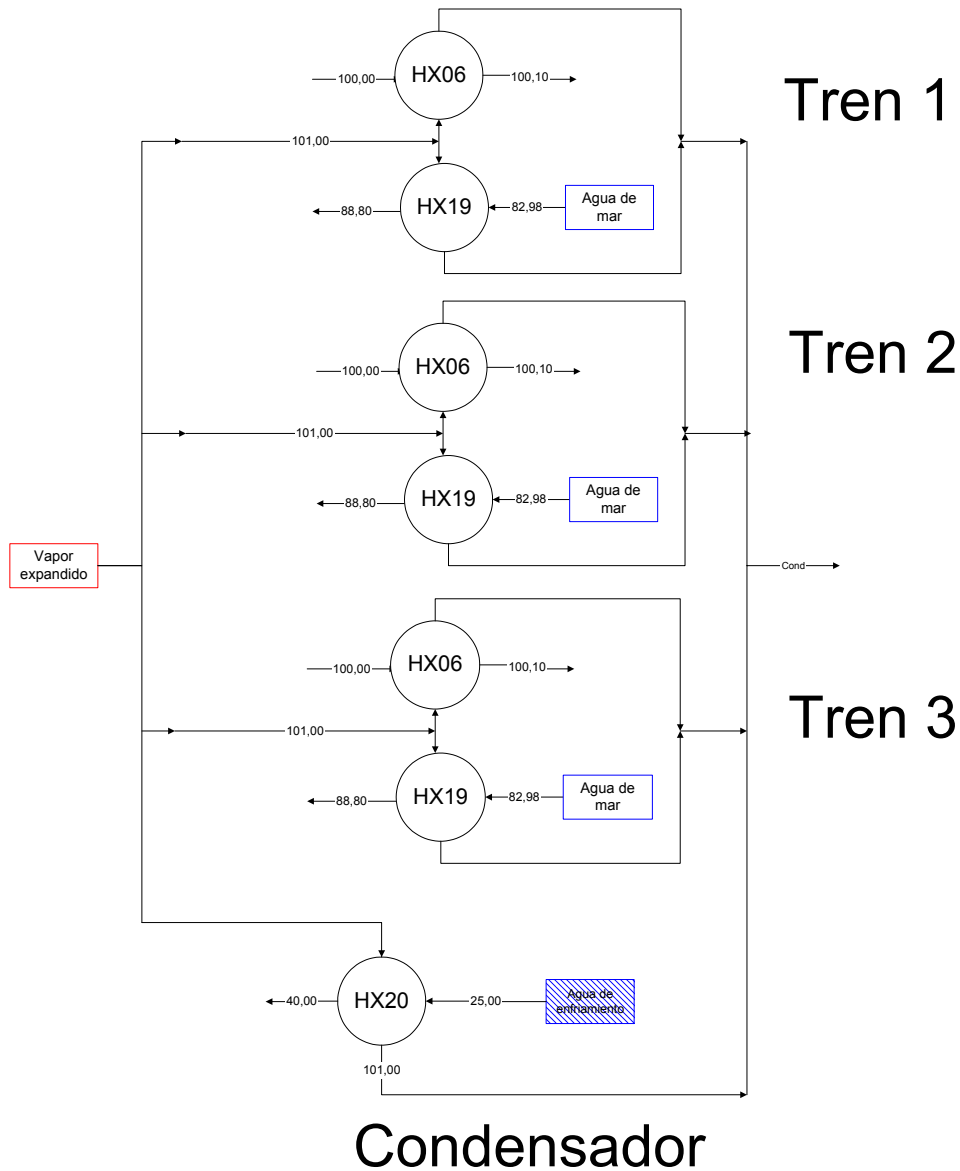 HX06
100,00
100,10
Tren 1
101,00
HX19
88,80
82,98
Agua de
mar
HX06
100,00
100,10
Tren 2
101,00
HX19
88,80
82,98
Agua de
mar
Vapor
expandido
Cond
HX06
100,00
100,10
Tren 3
101,00
HX19
88,80
82,98
Agua de
mar
HX20
40,00
25,00
Agua de
enfriamiento
101,00
Condensador